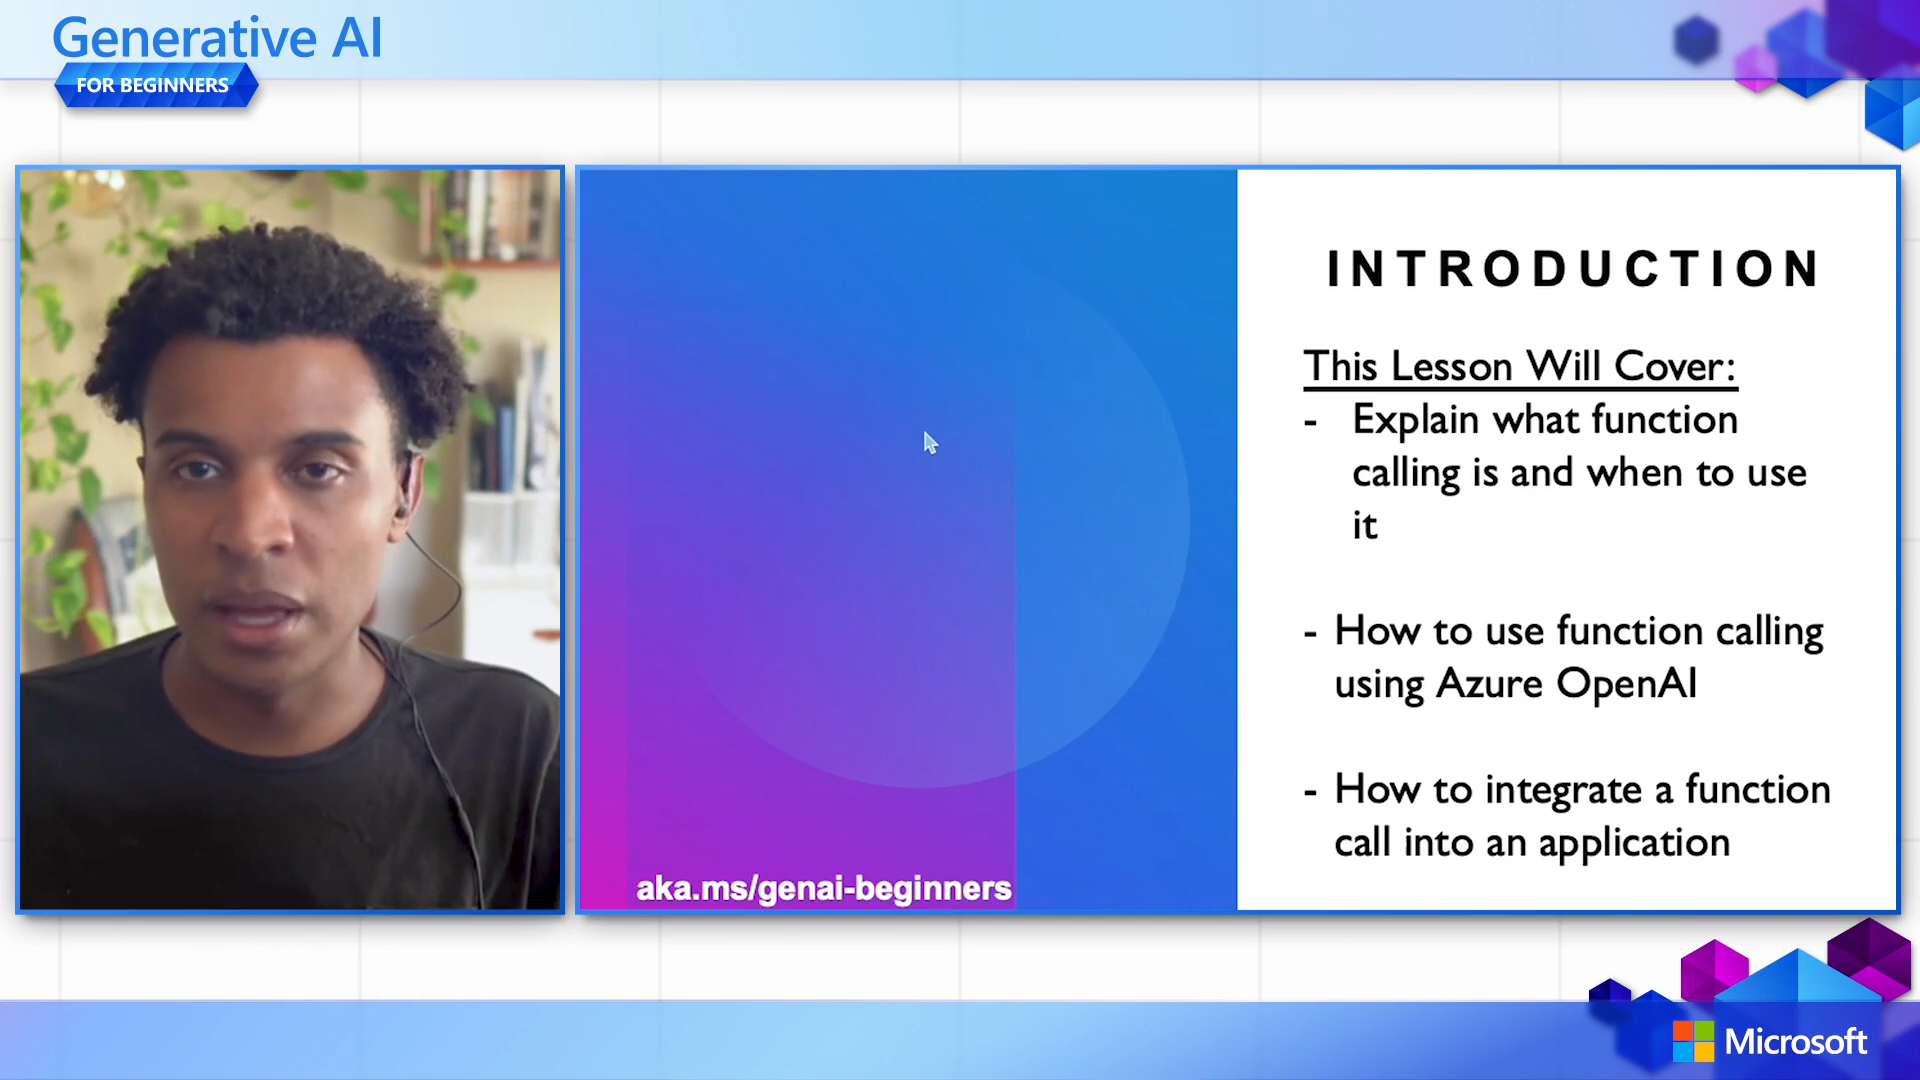 Generative AI
FOR BEGINNERS
aka.ms/genai-beginners
INTRODUCTION
This Lesson Will Cover:
- Explain what function
calling is and when to use
it
- How to use function calling
using Azure OpenAI
- How to integrate a function
call into an application
Microsoft